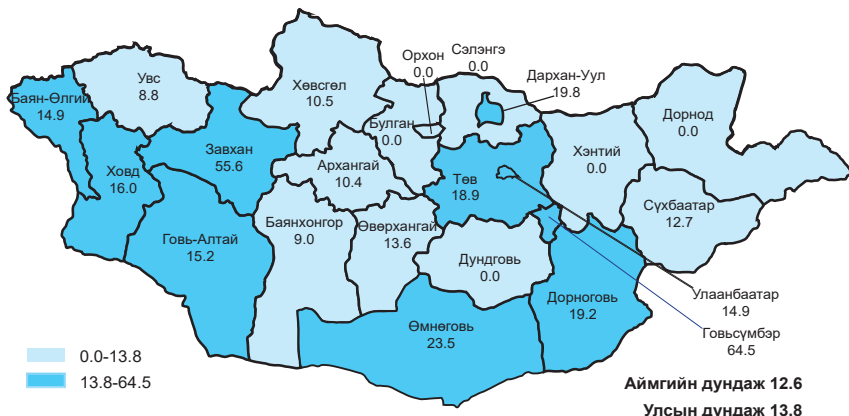 Орхон
0.0
Сэлэнгэ
0.0
Дархан-Уул
19.8
Увс
8.8
Хөвсгөл
10.5
Баян-Өлгий
14.9
Дорнод
0.0
Булган
0.0
Завхан
55.6
Хэнтий
0.0
Архангай
10.4
Ховд
16.0
Төв
18.9
Сүхбаатар
12.7
Баянхонгор
9.0
Өвөрхангай
13.6
Говь-Алтай
15.2
Дундговь
0.0
Улаанбаатар
14.9
Дорноговь
19.2
Өмнөговь
23.5
Говьсүмбэр
64.5
0.0-13.8
13.8-64.5
Аймгийн дундаж 12.6
Улсын дундаж 13.8